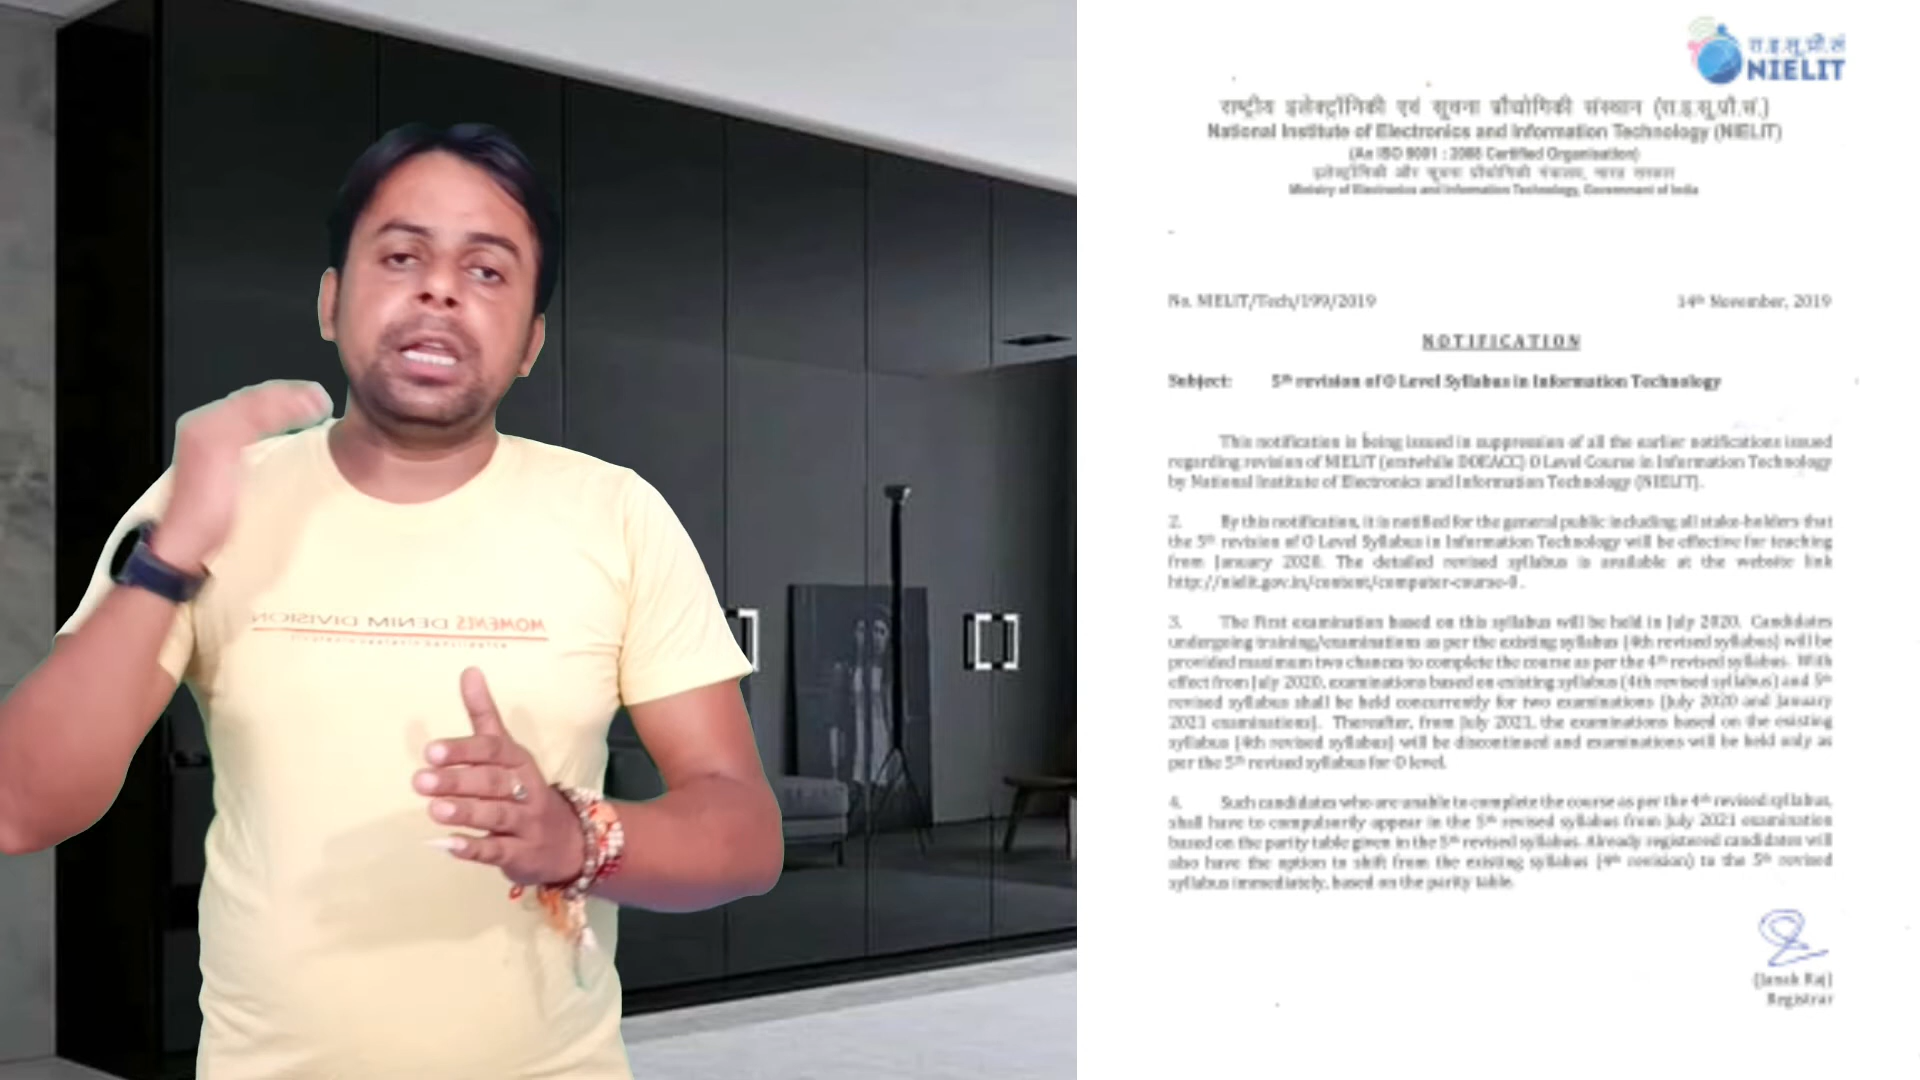 MOMENTS DENIM DIVISION
रा.इ.सू.प्रौ.सं
NIELIT
राष्ट्रीय इलेक्ट्रॉनिकी एवं सूचना प्रौद्योगिकी संस्थान (रा.इ.सू.प्रौ.सं.)
National Institute of Electronics and Information Technology (NIELIT)
(An ISO 9001 : 2008 Certified Organisation)
इलेक्ट्रॉनिकी और सूचना प्रौद्योगिकी मंत्रालय, भारत सरकार
Ministry of Electronics and Information Technology, Government of India
No. NIELIT/Tech/199/2019 14th November, 2019
NOTIFICATION
Subject: 5th revision of O Level Syllabus in Information Technology
This notification is being issued in suppression of all the earlier notifications issued
regarding revision of NIELIT (erstwhile DOEACC) O Level Course in Information Technology
by National Institute of Electronics and Information Technology (NIELIT).
2. By this notification, it is notified for the general public including all stake-holders that
the 5th revision of O Level Syllabus in Information Technology will be effective for teaching
from January 2020. The detailed revised syllabus is available at the website link
http://nielit.gov.in/content/computer-course-0.
3. The First examination based on this syllabus will be held in July 2020. Candidates
undergoing training/examinations as per the existing syllabus (4th revised syllabus) will be
provided maximum two chances to complete the course as per the 4th revised syllabus. With
effect from July 2020, examinations based on existing syllabus (4th revised syllabus) and 5th
revised syllabus shall be held concurrently for two examinations (July 2020 and January
2021 examinations). Thereafter, from July 2021, the examinations based on the existing
syllabus (4th revised syllabus) will be discontinued and examinations will be held only as
per the 5th revised syllabus for O level.
4. Such candidates who are unable to complete the course as per the 4th revised syllabus,
shall have to compulsorily appear in the 5th revised syllabus from July 2021 examination
based on the parity table given in the 5th revised syllabus. Already registered candidates will
also have the option to shift from the existing syllabus (4th revision) to the 5th revised
syllabus immediately, based on the parity table.
(Janak Raj)
Registrar